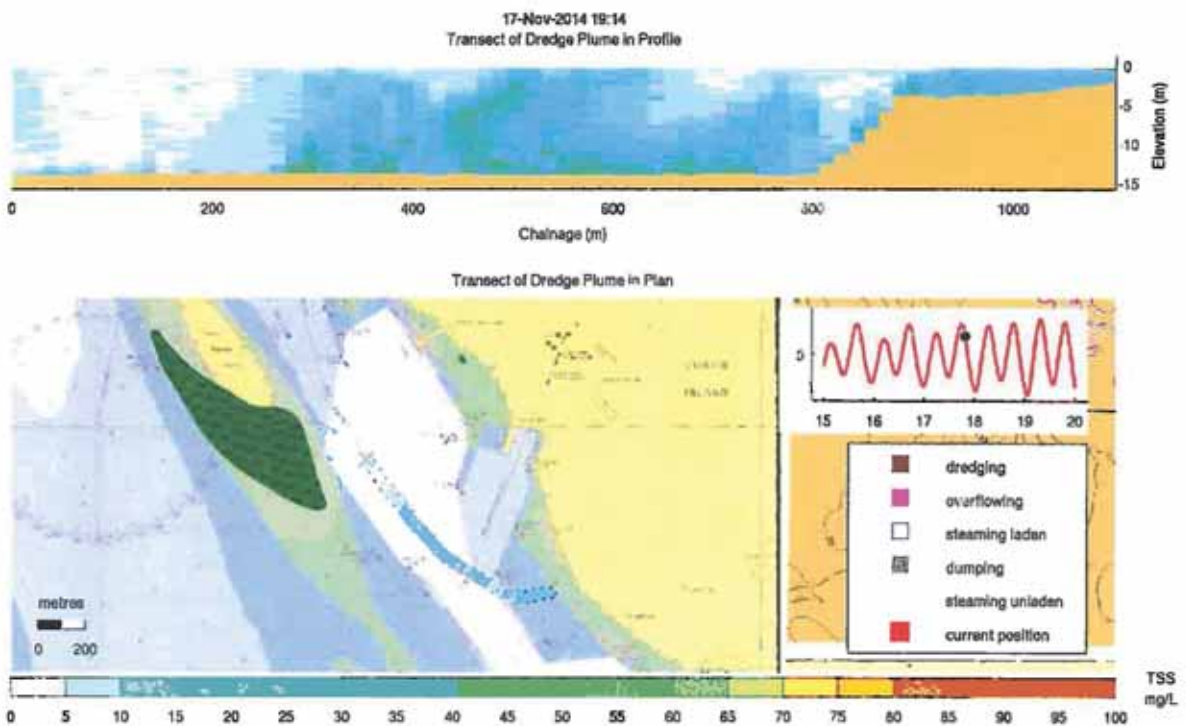 17-Nov-2014 19:14
Transect of Dredge Plume in Profile
0
-5
-10
-15
Elevation (m)
0 200 400 600 800 1000
Chainage (m)
Transect of Dredge Plume in Plan
metres
0 200
0
15 16 17 18 19 20
dredging
overflowing
steaming laden
dumping
steaming unladen
current position
TSS
mg/L
0 5 10 15 20 25 30 35 40 45 50 55 60 65 70 75 80 85 90 95 100